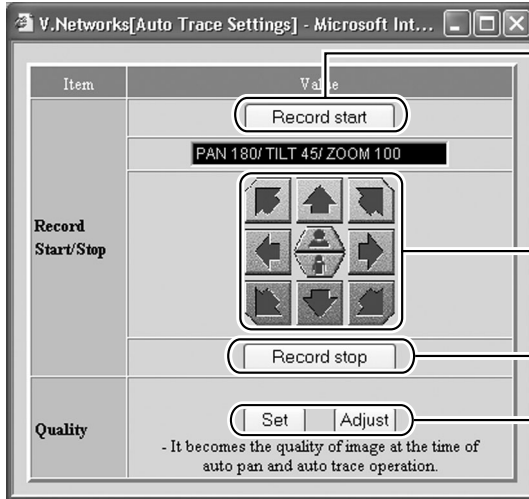 V.Networks[Auto Trace Settings] - Microsoft Int...
Item Value
Record start
PAN 180/ TILT 45/ ZOOM 100
Record
Start/Stop
Record stop
Quality
Set Adjust
- It becomes the quality of image at the time of
auto pan and auto trace operation.